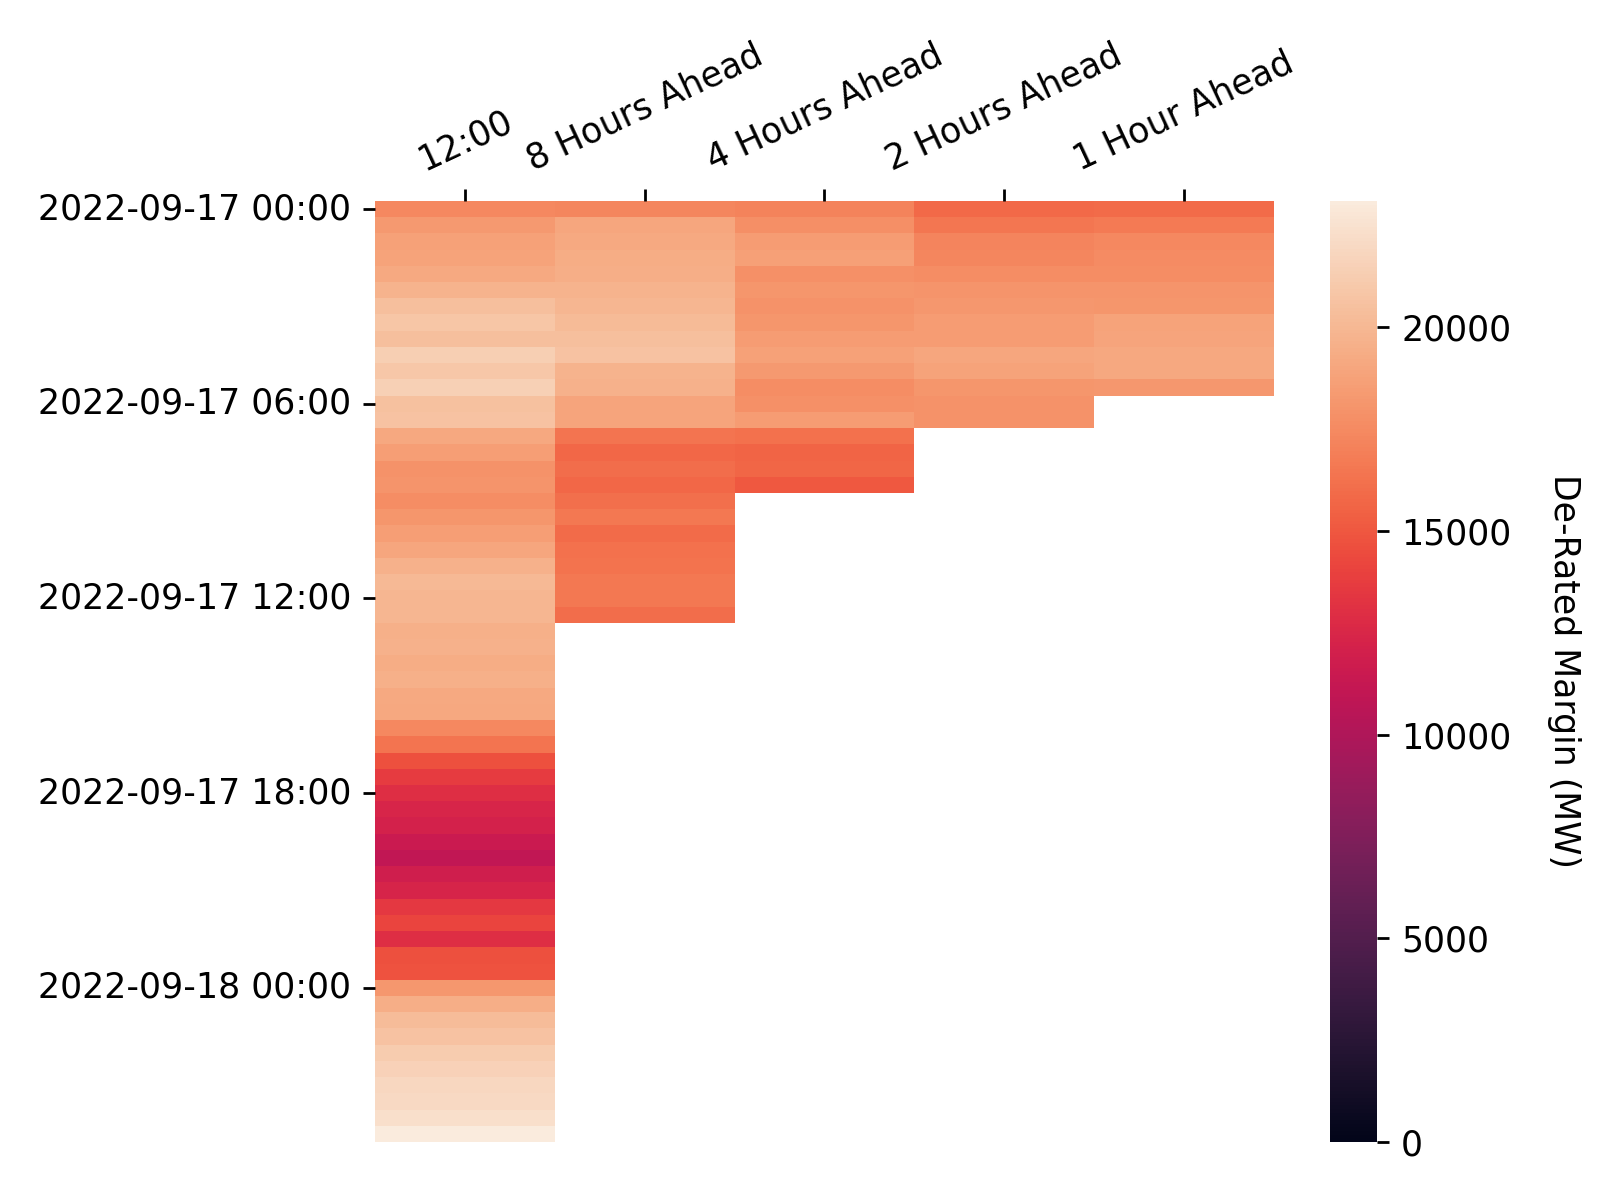 12:00
8 Hours Ahead
4 Hours Ahead
2 Hours Ahead
1 Hour Ahead
2022-09-17 00:00
2022-09-17 06:00
2022-09-17 12:00
2022-09-17 18:00
2022-09-18 00:00
20000
15000
10000
5000
0
De-Rated Margin (MW)